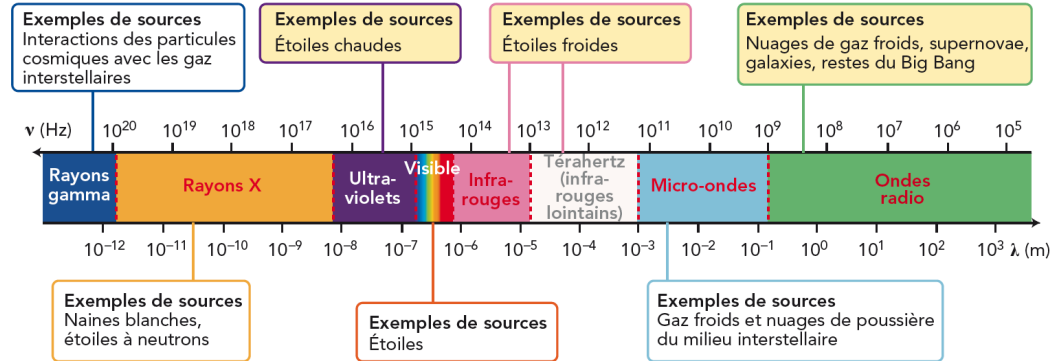 Exemples de sources
Interactions des particules
cosmiques avec les gaz
interstellaires
Exemples de sources
Étoiles chaudes
Exemples de sources
Étoiles froides
Exemples de sources
Nuages de gaz froids, supernovae,
galaxies, restes du Big Bang
ν (Hz) 10²⁰ 10¹⁹ 10¹⁸ 10¹⁷ 10¹⁶ 10¹⁵ 10¹⁴ 10¹³ 10¹² 10¹¹ 10¹⁰ 10⁹ 10⁸ 10⁷ 10⁶ 10⁵
Rayons
gamma
Rayons X
Ultra-
violets
Visible
Infra-
rouges
Térahertz
(infra-
rouges
lointains)
Micro-ondes
Ondes
radio
10⁻¹² 10⁻¹¹ 10⁻¹⁰ 10⁻⁹ 10⁻⁸ 10⁻⁷ 10⁻⁶ 10⁻⁵ 10⁻⁴ 10⁻³ 10⁻² 10⁻¹ 10⁰ 10¹ 10² 10³ λ (m)
Exemples de sources
Naines blanches,
étoiles à neutrons
Exemples de sources
Étoiles
Exemples de sources
Gaz froids et nuages de poussière
du milieu interstellaire